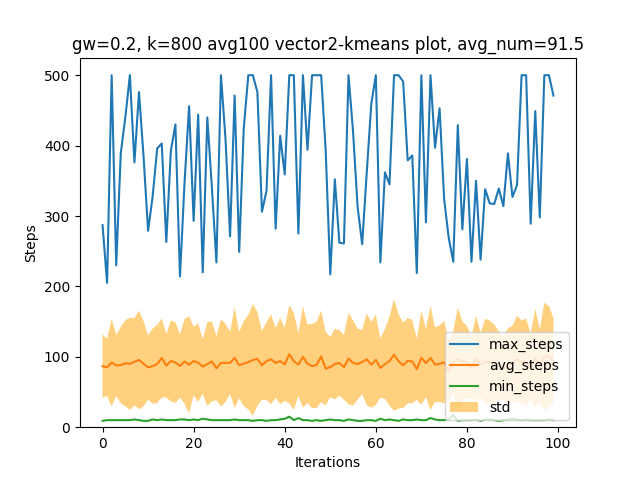 gw=0.2, k=800 avg100 vector2-kmeans plot, avg_num=91.5
500
400
300
200
100
0
Steps
max_steps
avg_steps
min_steps
std
0
20
40
60
80
100
Iterations